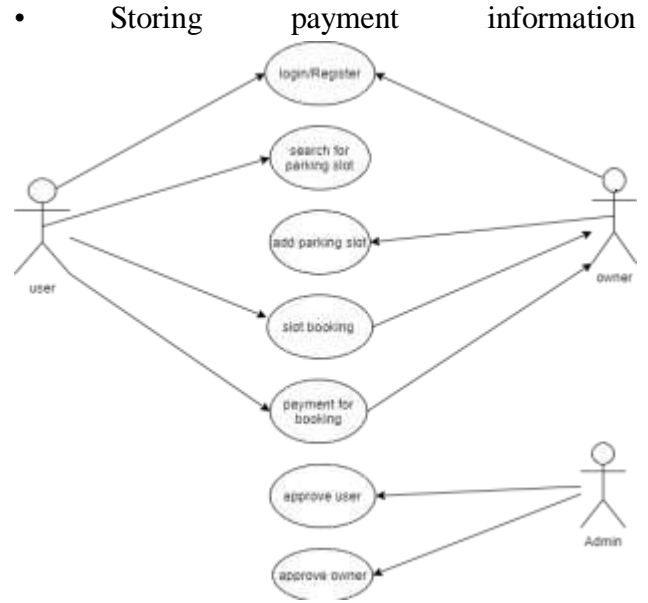 • Storing payment information
login/Register
search for
parking slot
add parking slot
user
owner
slot booking
payment for
booking
approve user
Admin
approve owner